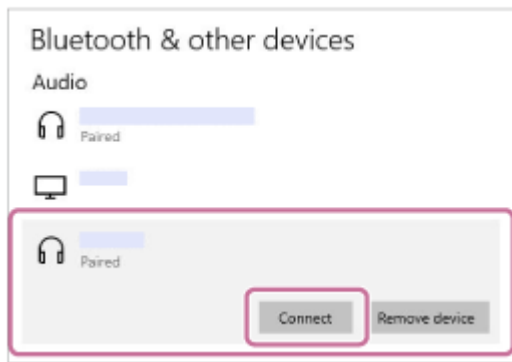 Bluetooth & other devices
Audio
Paired
Paired
Connect Remove device